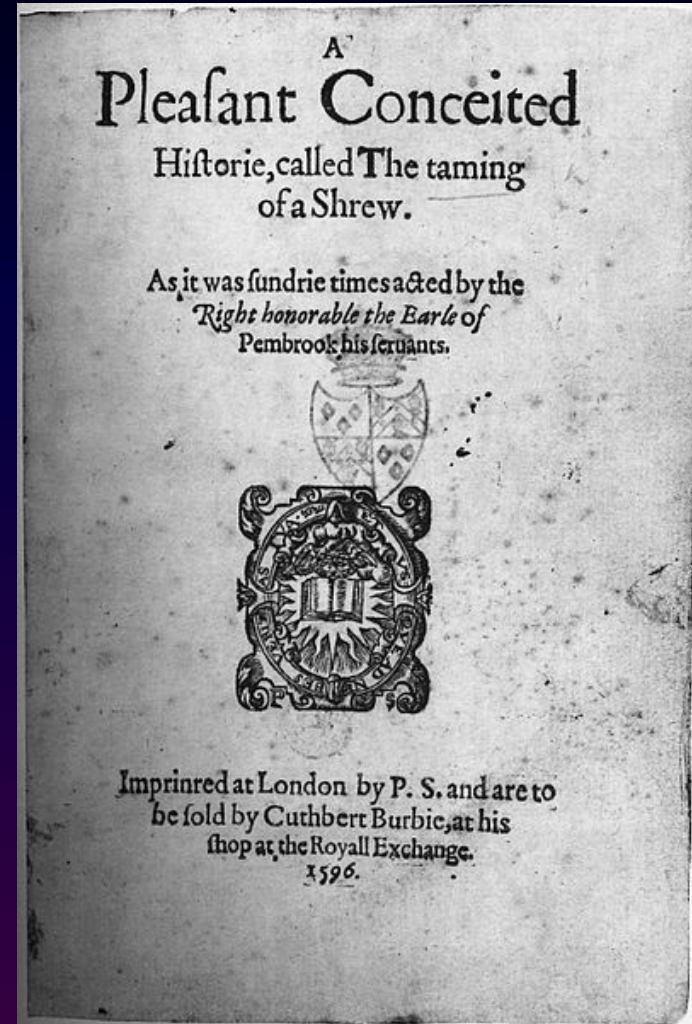 A
Pleaſant Conceited
Hiſtorie, called The taming
of a Shrew.
As it was ſundrie times acted by the
Right honorable the Earle of
Pembrook his ſeruants.
P S
Imprinred at London by P. S. and are to
be ſold by Cuthbert Burbie, at his
ſhop at the Royall Exchange.
1596.